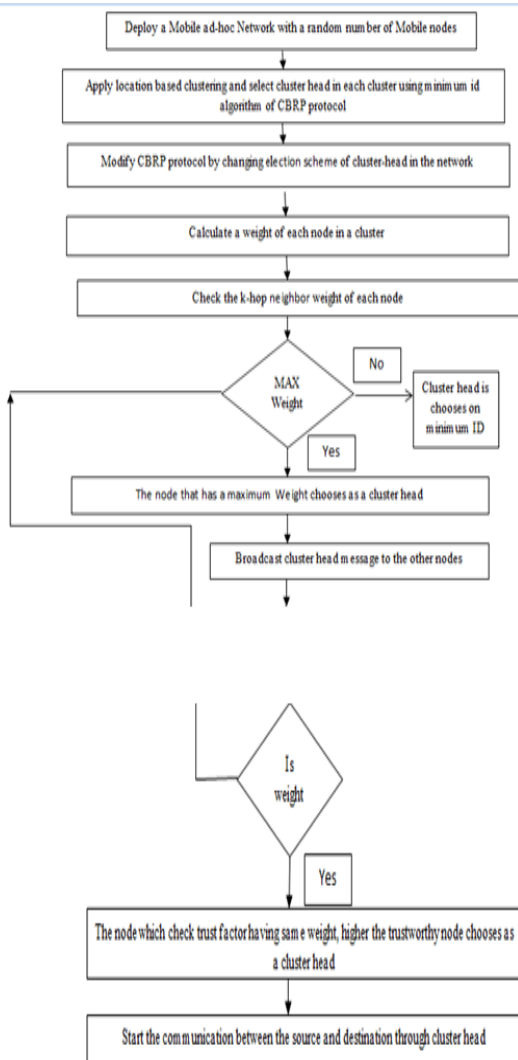 Deploy a Mobile ad-hoc Network with a random number of Mobile nodes
Apply location based clustering and select cluster head in each cluster using minimum id
algorithm of CBRP protocol
Modify CBRP protocol by changing election scheme of cluster-head in the network
Calculate a weight of each node in a cluster
Check the k-hop neighbor weight of each node
MAX
Weight
No
Cluster head is
chooses on
minimum ID
Yes
The node that has a maximum Weight chooses as a cluster head
Broadcast cluster head message to the other nodes
Is
weight
Yes
The node which check trust factor having same weight, higher the trustworthy node chooses as
a cluster head
Start the communication between the source and destination through cluster head